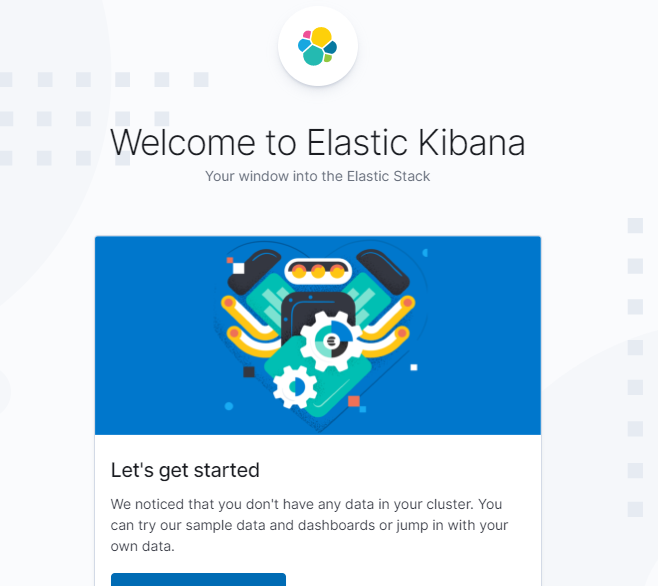 Welcome to Elastic Kibana
Your window into the Elastic Stack
Let's get started
We noticed that you don't have any data in your cluster. You
can try our sample data and dashboards or jump in with your
own data.